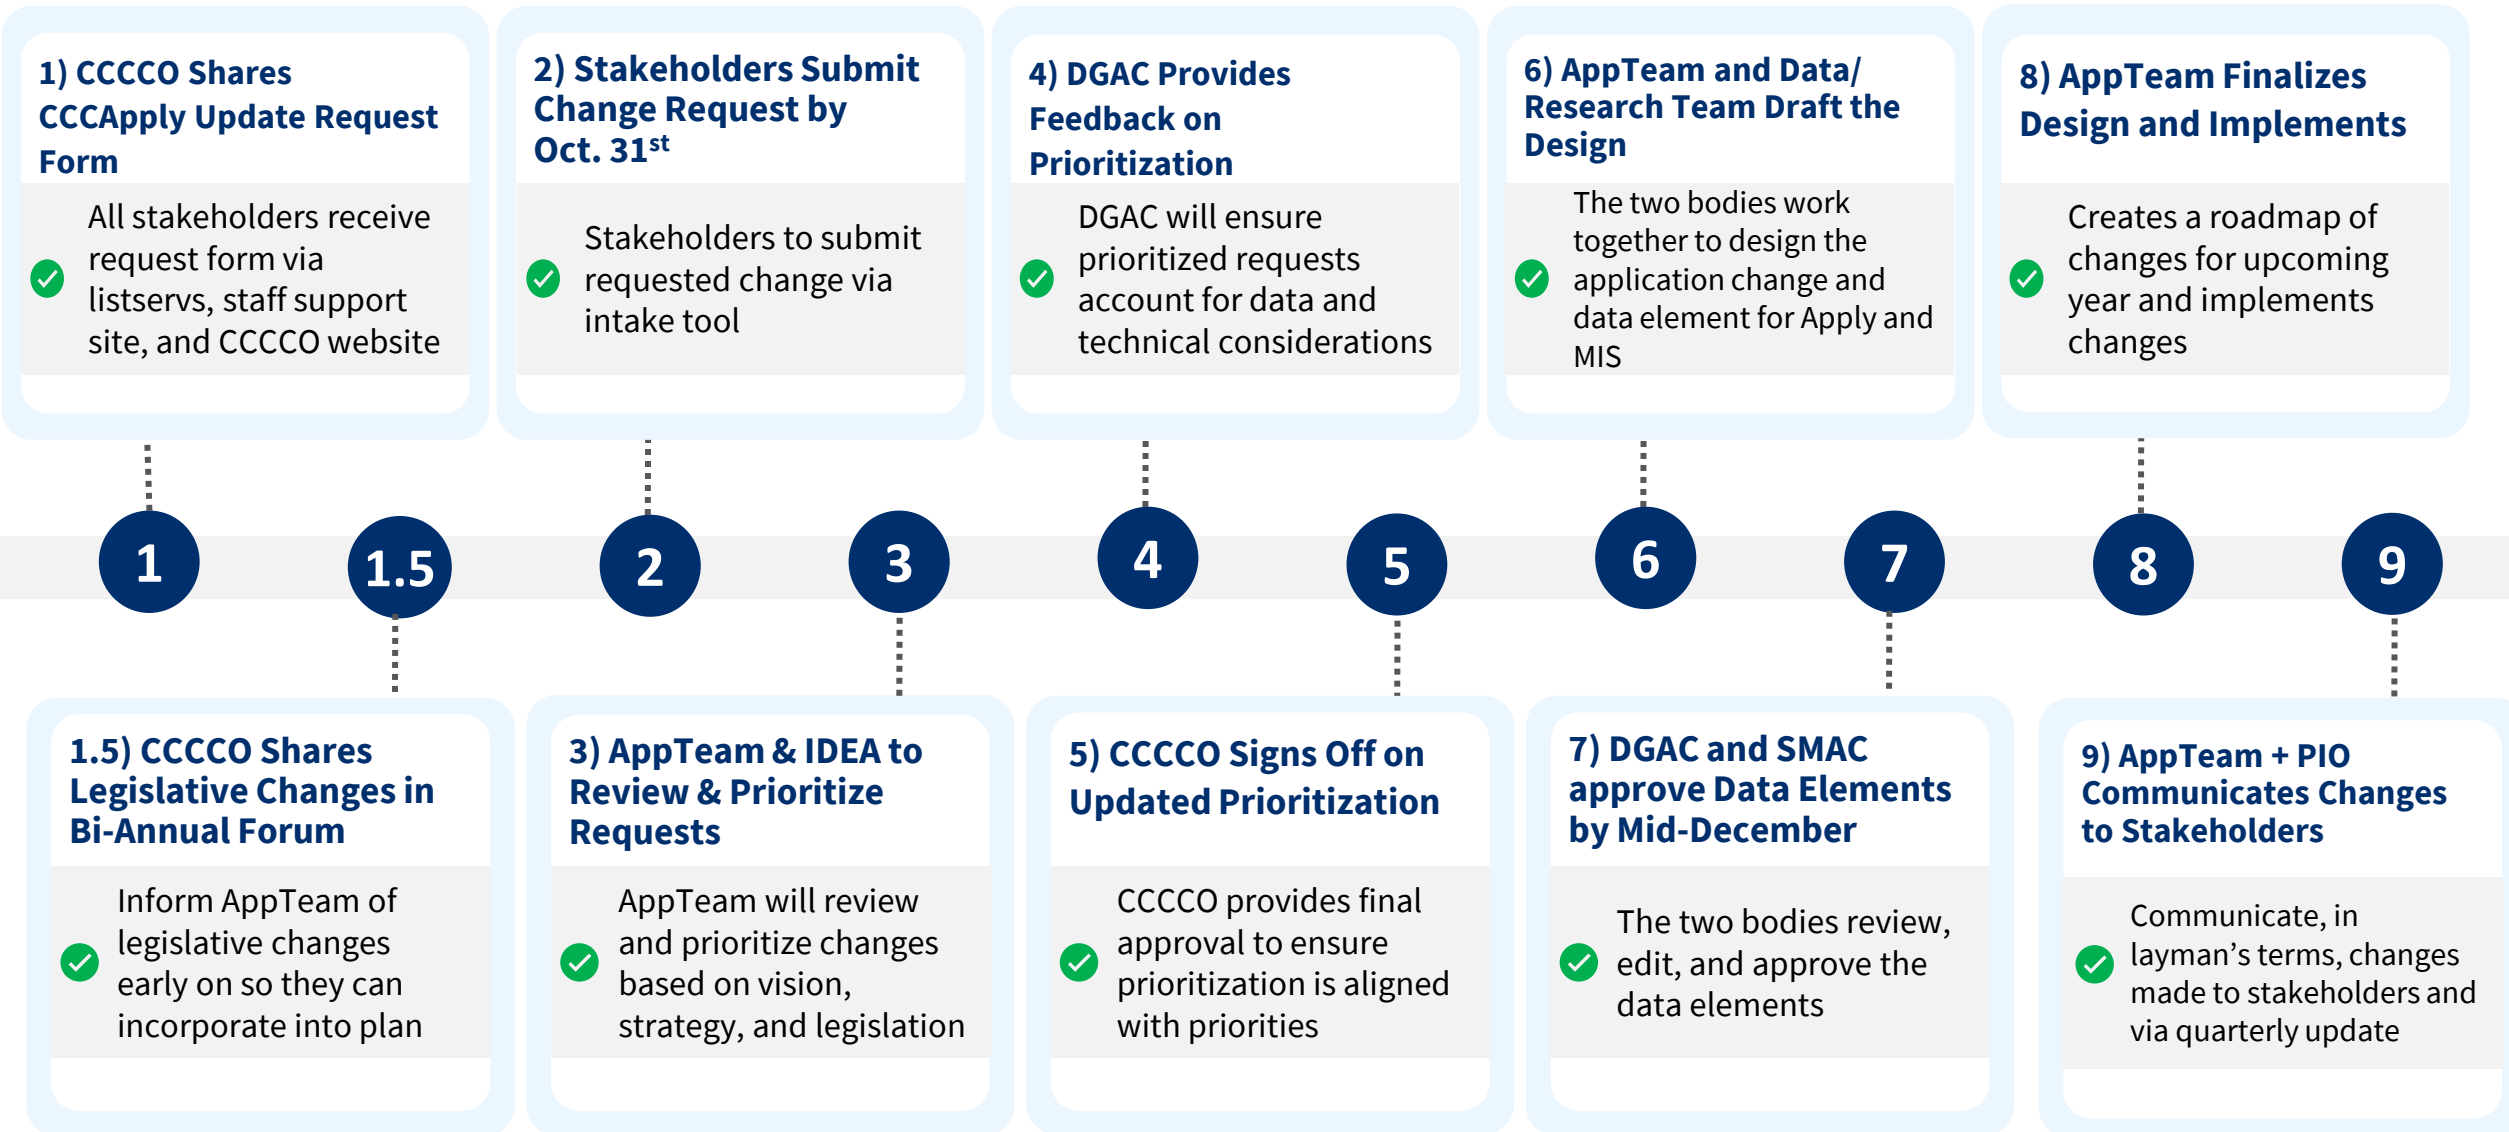 1) CCCCO Shares
CCCApply Update Request
Form
All stakeholders receive
request form via
listservs, staff support
site, and CCCCO website
2) Stakeholders Submit
Change Request by
Oct. 31st
Stakeholders to submit
requested change via
intake tool
4) DGAC Provides
Feedback on
Prioritization
DGAC will ensure
prioritized requests
account for data and
technical considerations
6) AppTeam and Data/
Research Team Draft the
Design
The two bodies work
together to design the
application change and
data element for Apply and
MIS
8) AppTeam Finalizes
Design and Implements
Creates a roadmap of
changes for upcoming
year and implements
changes
1
1.5
2
3
4
5
6
7
8
9
1.5) CCCCO Shares
Legislative Changes in
Bi-Annual Forum
Inform AppTeam of
legislative changes
early on so they can
incorporate into plan
3) AppTeam & IDEA to
Review & Prioritize
Requests
AppTeam will review
and prioritize changes
based on vision,
strategy, and legislation
5) CCCCO Signs Off on
Updated Prioritization
CCCCO provides final
approval to ensure
prioritization is aligned
with priorities
7) DGAC and SMAC
approve Data Elements
by Mid-December
The two bodies review,
edit, and approve the
data elements
9) AppTeam + PIO
Communicates Changes
to Stakeholders
Communicate, in
layman’s terms, changes
made to stakeholders and
via quarterly update